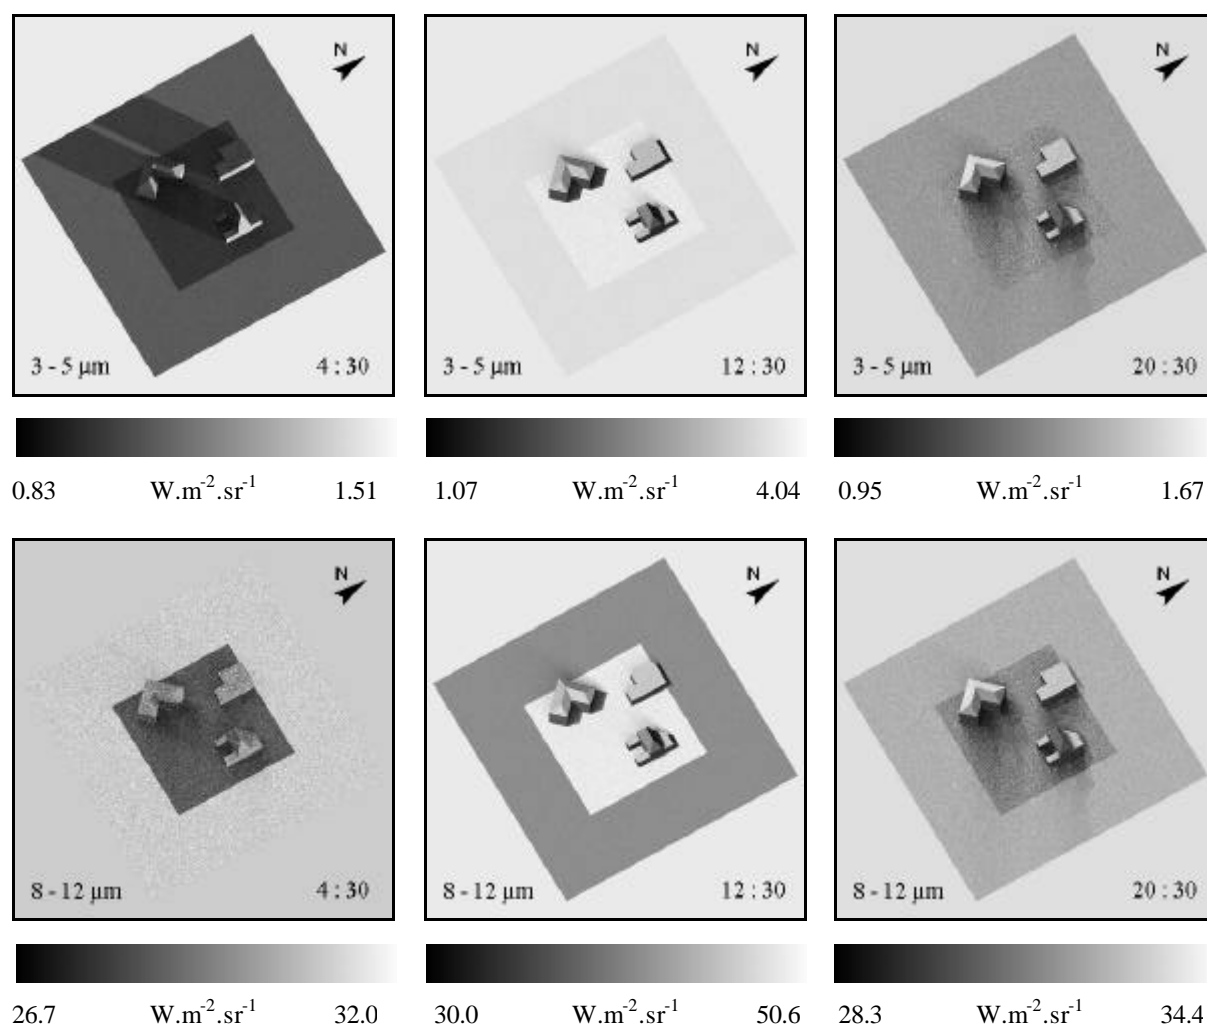 N N N
3 - 5 µm 4 : 30 3 - 5 µm 12 : 30 3 - 5 µm 20 : 30
0.83 W.m-2.sr-1 1.51 1.07 W.m-2.sr-1 4.04 0.95 W.m-2.sr-1 1.67
N N N
8 - 12 µm 4 : 30 8 - 12 µm 12 : 30 8 - 12 µm 20 : 30
26.7 W.m-2.sr-1 32.0 30.0 W.m-2.sr-1 50.6 28.3 W.m-2.sr-1 34.4